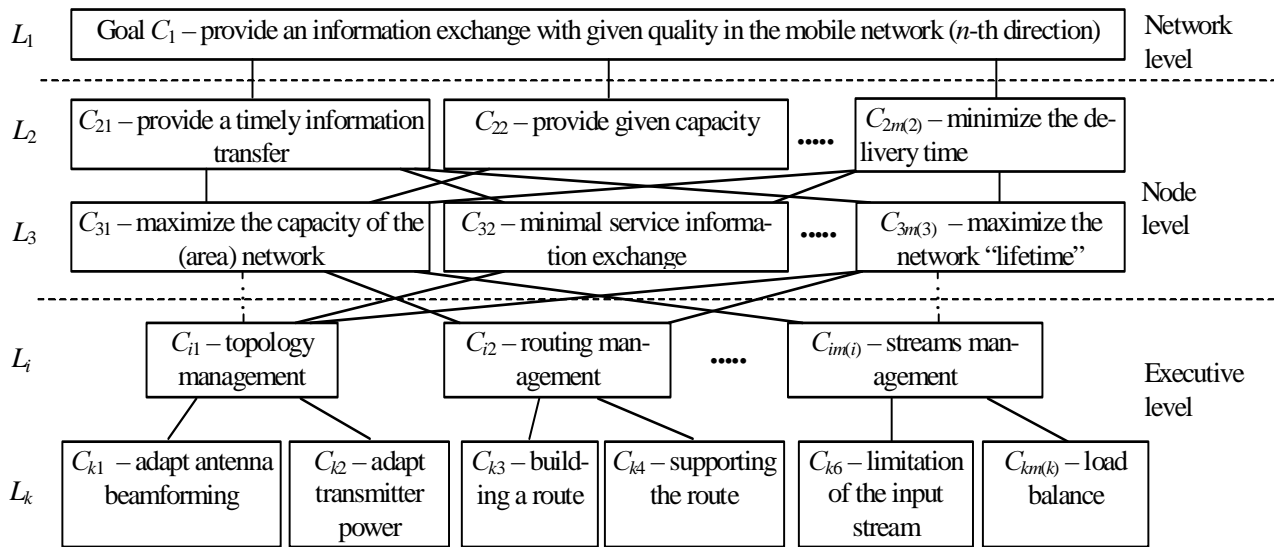 L1
Goal C1 – provide an information exchange with given quality in the mobile network (n-th direction)
Network
level
L2
C21 – provide a timely information
transfer
C22 – provide given capacity
.....
C2m(2) – minimize the de-
livery time
Node
level
L3
C31 – maximize the capacity of the
(area) network
C32 – minimal service informa-
tion exchange
.....
C3m(3) – maximize the
network “lifetime”
Li
Ci1 – topology
management
Ci2 – routing man-
agement
.....
Cim(i) – streams man-
agement
Executive
level
Lk
Ck1 – adapt antenna
beamforming
Ck2 – adapt
transmitter
power
Ck3 – build-
ing a route
Ck4 – supporting
the route
Ck6 – limitation
of the input
stream
Ckm(k) – load
balance